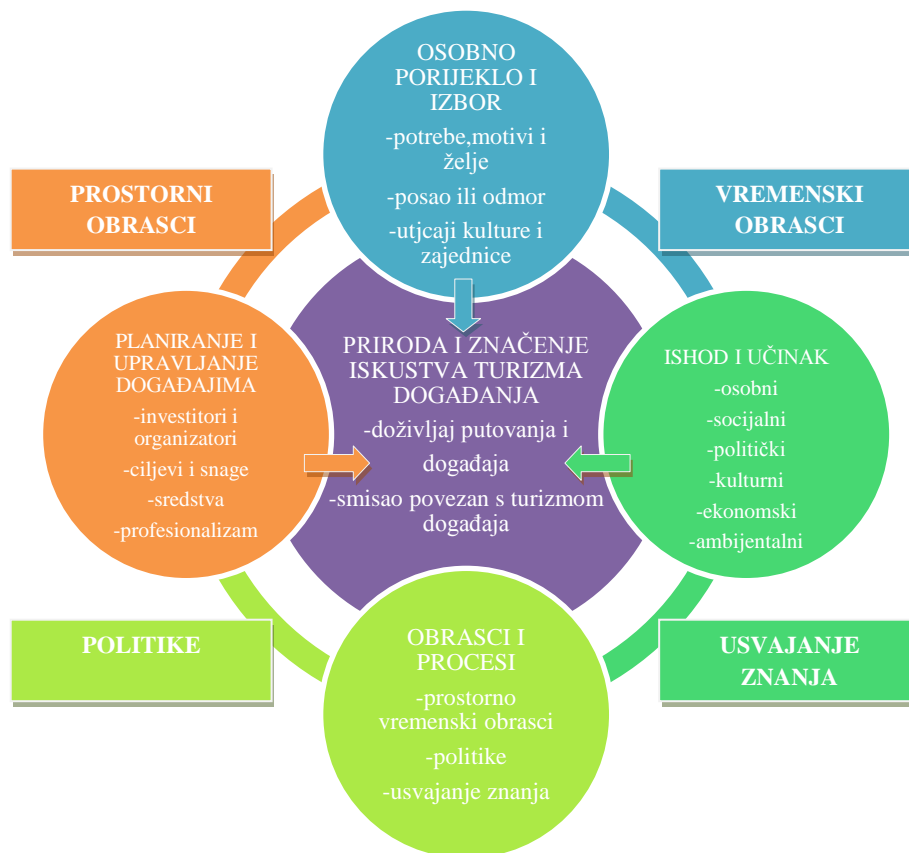 OSOBNO
PORIJEKLO I
IZBOR
-potrebe,motivi i
želje
-posao ili odmor
-utjcaji kulture i
zajednice
PROSTORNI
OBRASCI
VREMENSKI
OBRASCI
PLANIRANJE I
UPRAVLJANJE
DOGAĐAJIMA
-investitori i
organizatori
-ciljevi i snage
-sredstva
-profesionalizam
PRIRODA I ZNAČENJE
ISKUSTVA TURIZMA
DOGAĐANJA
-doživljaj putovanja i
događaja
-smisao povezan s turizmom
događaja
ISHOD I UČINAK
-osobni
-socijalni
-politički
-kulturni
-ekonomski
-ambijentalni
POLITIKE
OBRASCI I
PROCESI
-prostorno
vremenski obrasci
-politike
-usvajanje znanja
USVAJANJE
ZNANJA